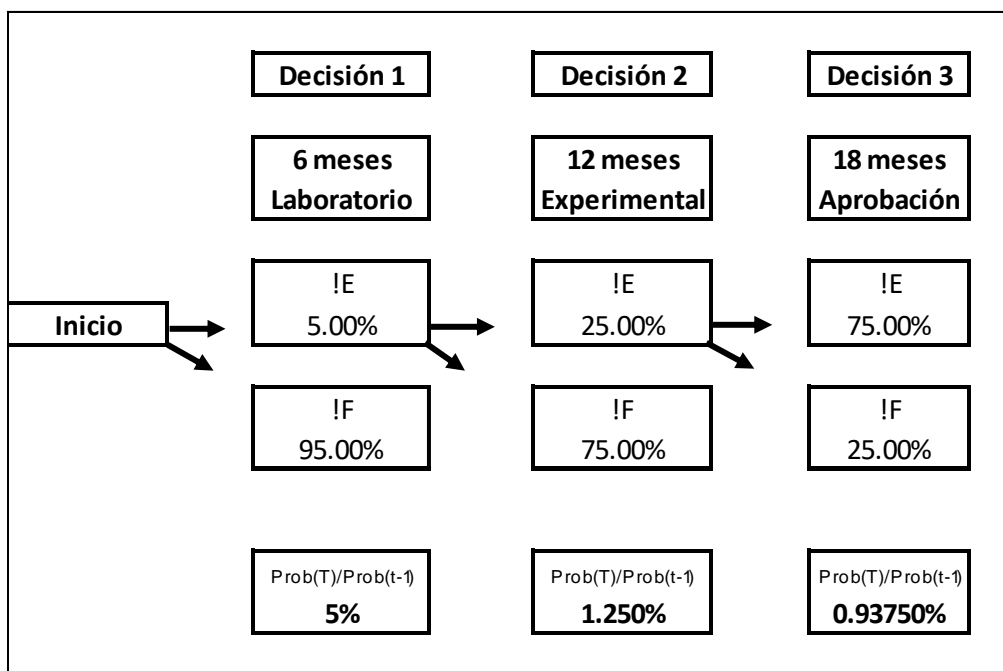 Decisión 1
Decisión 2
Decisión 3
6 meses
Laboratorio
12 meses
Experimental
18 meses
Aprobación
Inicio
!E
5.00%
!E
25.00%
!E
75.00%
!F
95.00%
!F
75.00%
!F
25.00%
Prob(T)/Prob(t-1)
5%
Prob(T)/Prob(t-1)
1.250%
Prob(T)/Prob(t-1)
0.93750%